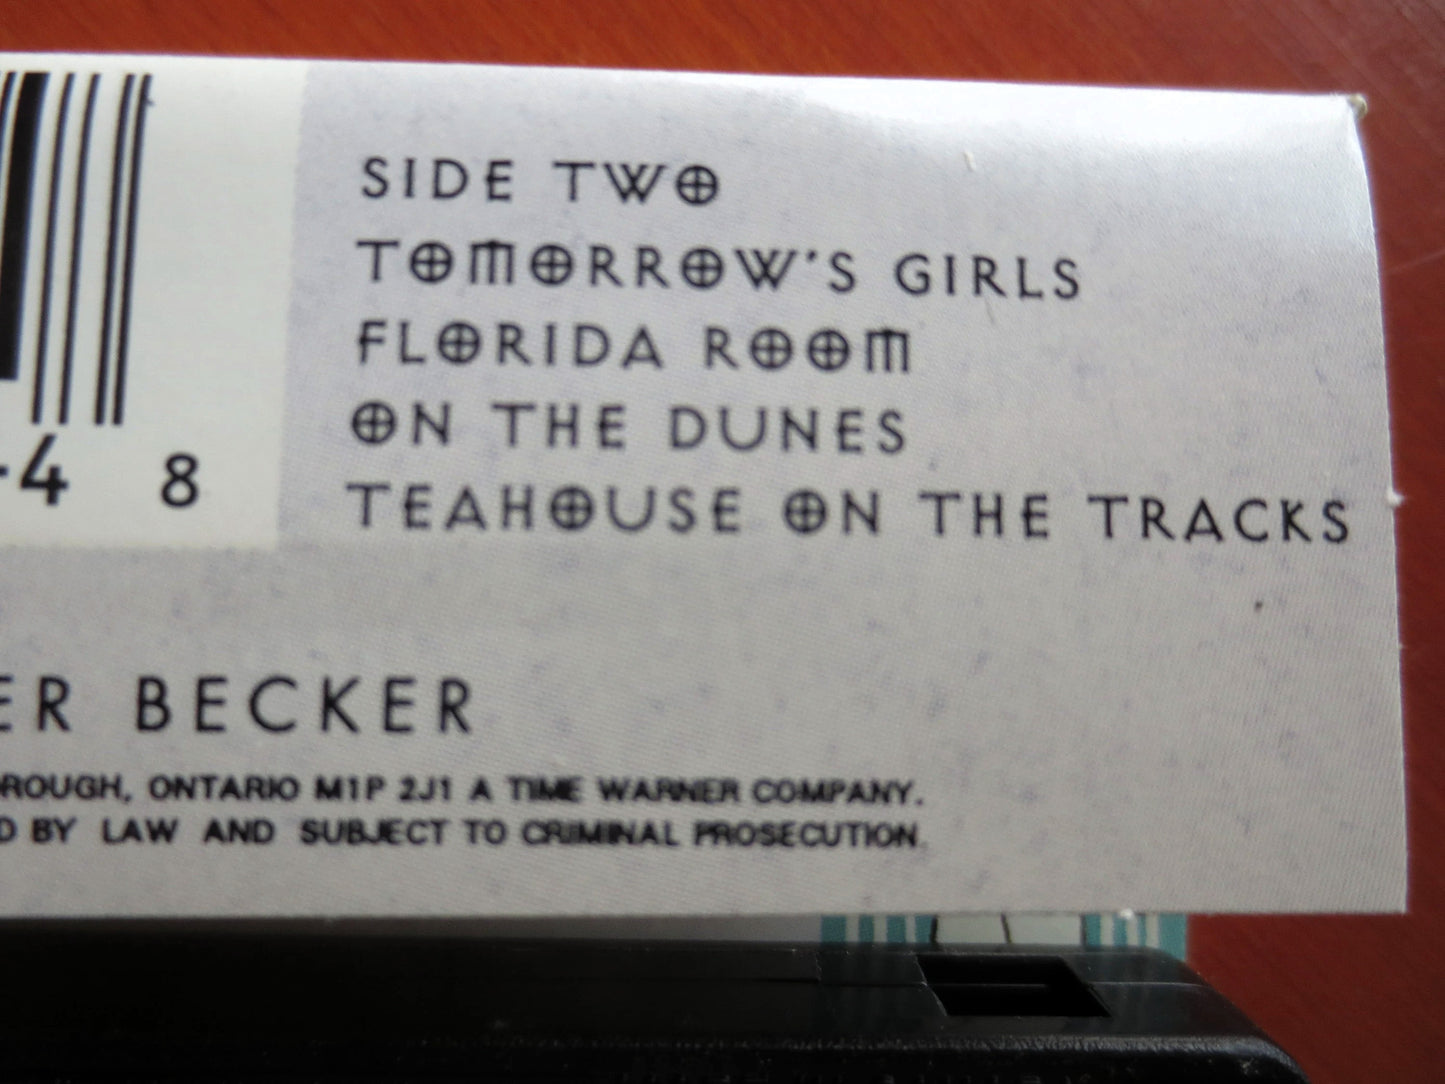 SIDE TWO
TOMORROW'S GIRLS
FLORIDA ROOM
ON THE DUNES
TEAHOUSE ON THE TRACKS
-4 8
ER BECKER
OROUGH, ONTARIO M1P 2J1 A TIME WARNER COMPANY.
D BY LAW AND SUBJECT TO CRIMINAL PROSECUTION.